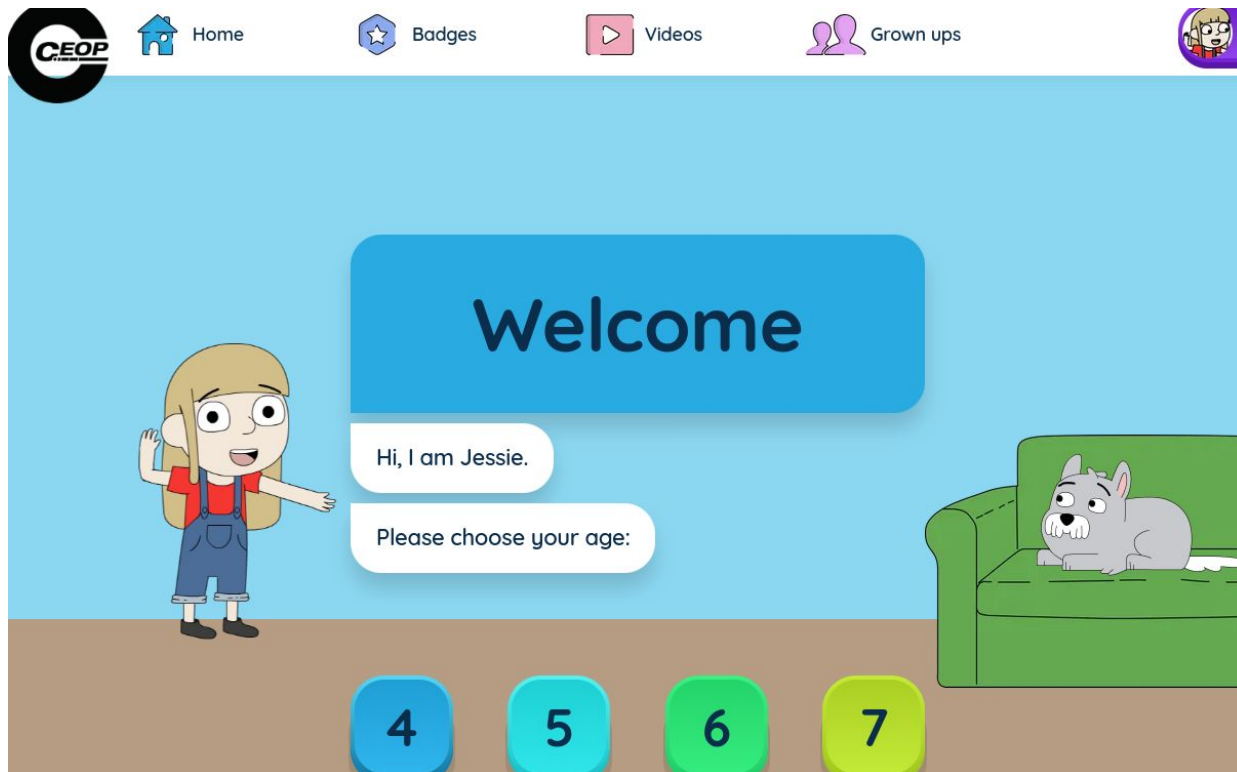 CEOP
Home
Badges
Videos
Grown ups
Welcome
Hi, I am Jessie.
Please choose your age:
4
5
6
7